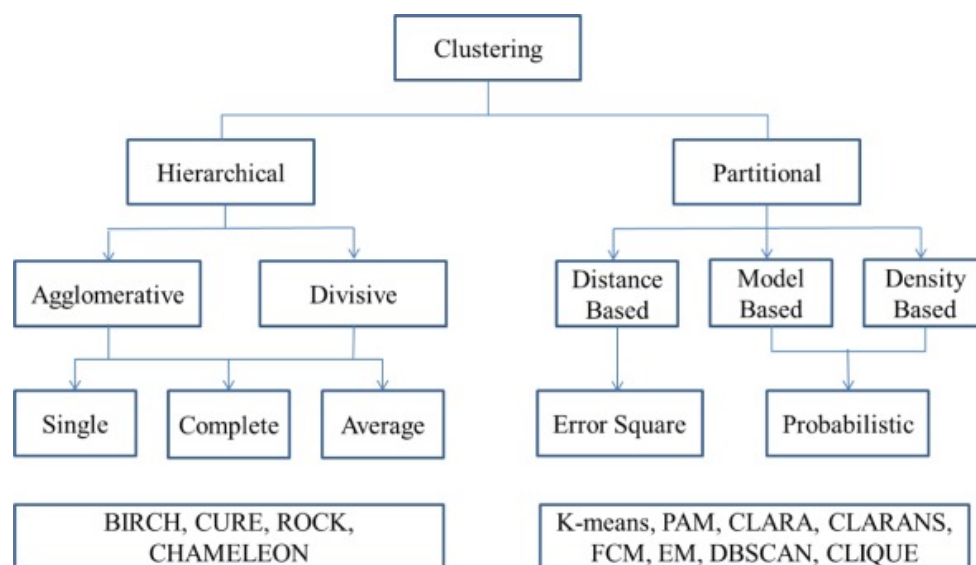 Clustering
Hierarchical
Partitional
Agglomerative
Divisive
Distance
Based
Model
Based
Density
Based
Single
Complete
Average
Error Square
Probabilistic
BIRCH, CURE, ROCK,
CHAMELEON
K-means, PAM, CLARA, CLARANS,
FCM, EM, DBSCAN, CLIQUE